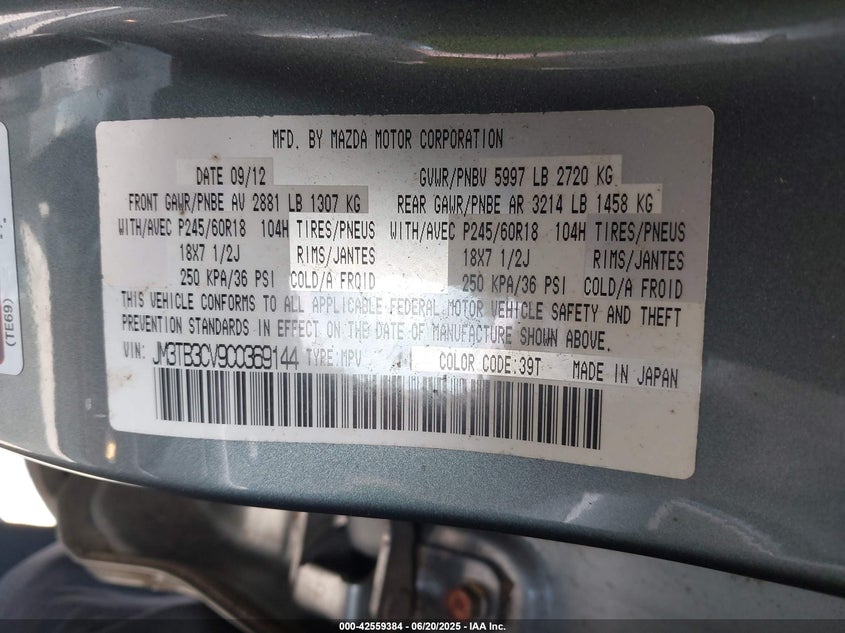 MFD. BY MAZDA MOTOR CORPORATION
DATE 09/12 GVWR/PNBV 5997 LB 2720 KG
FRONT GAWR/PNBE AV 2881 LB 1307 KG REAR GAWR/PNBE AR 3214 LB 1458 KG
WITH/AVEC P245/60R18 104H TIRES/PNEUS WITH/AVEC P245/60R18 104H TIRES/PNEUS
18X7 1/2J RIMS/JANTES 18X7 1/2J RIMS/JANTES
250 KPA/36 PSI COLD/A FROID 250 KPA/36 PSI COLD/A FROID
THIS VEHICLE CONFORMS TO ALL APPLICABLE FEDERAL MOTOR VEHICLE SAFETY AND THEFT
PREVENTION STANDARDS IN EFFECT ON THE DATE OF MANUFACTURE SHOWN ABOVE.
VIN: JM3TB3CV9C0369144 TYPE:MPV COLOR CODE:39T MADE IN JAPAN
(TE69)
000-42559384 - 06/20/2025 - IAA Inc.